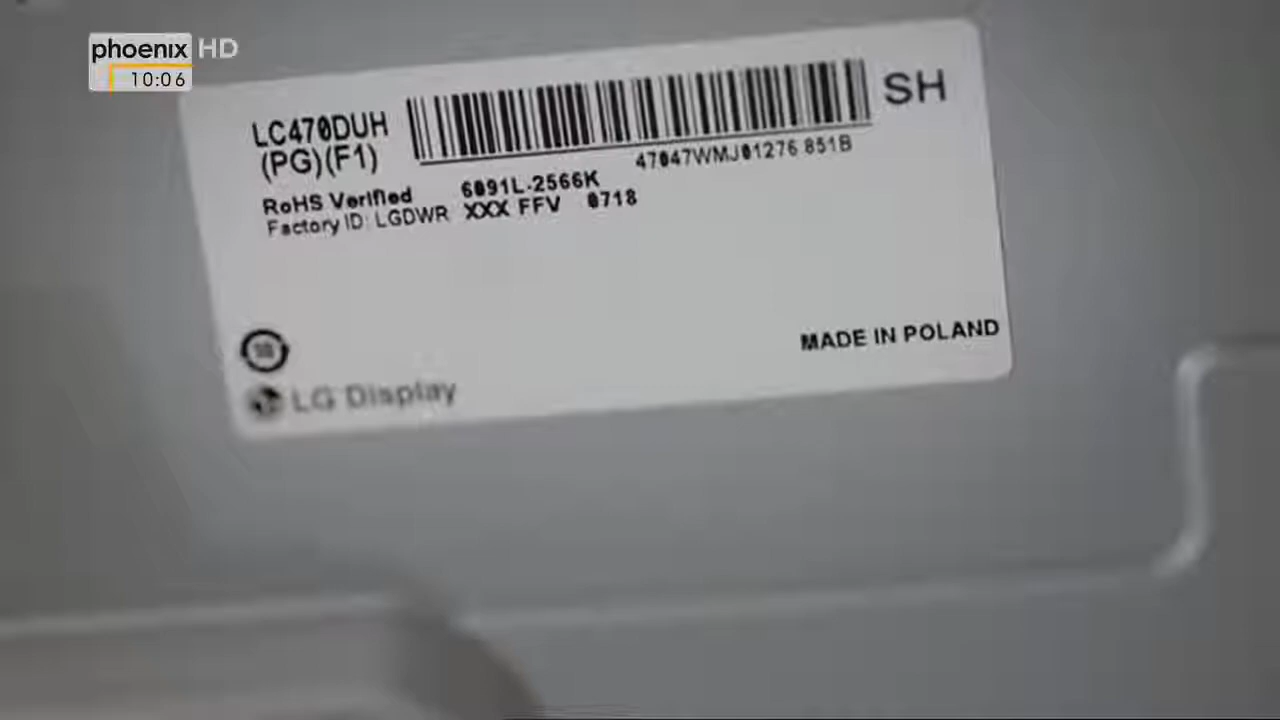 phoenix HD
10:06
LC470DUH
(PG)(F1)
SH
47047WMJ01276 851B
RoHS Verified 6091L-2566K
Factory ID: LGDWR XXX FFV 0718
MADE IN POLAND
LG Display